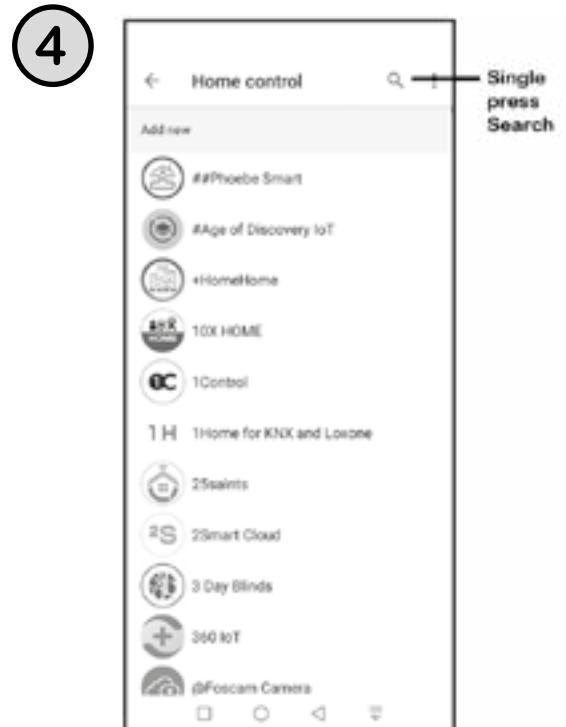 4
Home control
Single
press
Search
Add new
##Phoebe Smart
#Age of Discovery IoT
+HomeHome
10X HOME
1Control
1H 1Home for KNX and Loxone
25saints
2S 2Smart Cloud
3 Day Blinds
360 IoT
@Foscam Camera